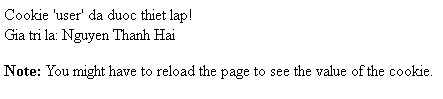 Cookie 'user' da duoc thiet lap!
Gia tri la: Nguyen Thanh Hai
Note: You might have to reload the page to see the value of the cookie.